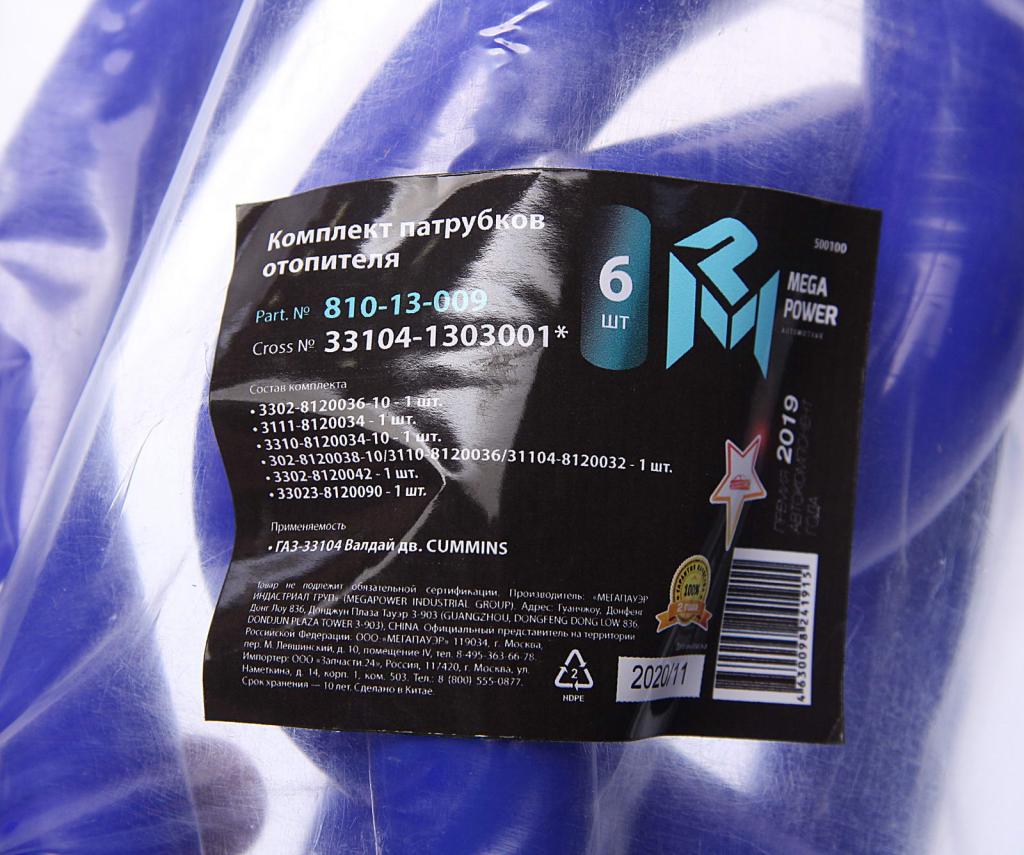 Комплект патрубков
отопителя
Part. № 810-13-009
Cross № 33104-1303001*
6
ШТ
500100
MEGA
POWER
AUTOMOTIVE
Состав комплекта
• 3302-8120036-10 - 1 шт.
• 3111-8120034 - 1 шт.
• 3310-8120034-10 - 1 шт.
• 302-8120038-10/3110-8120036/31104-8120032 - 1 шт.
• 3302-8120042 - 1 шт.
• 33023-8120090 - 1 шт.
Применяемость
• ГАЗ-33104 Валдай дв. CUMMINS
ПРЕМИЯ 2019
АВТОКОМПОНЕНТ
ГОДА
Товар не подлежит обязательной сертификации. Производитель: «МЕГАПАУЭР
ИНДАСТРИАЛ ГРУП» (MEGAPOWER INDUSTRIAL GROUP). Адрес: Гуанчжоу, Донфенг
Донг Лоу 836, Донджун Плаза Тауэр 3-903 (GUANGZHOU, DONGFENG DONG LOW 836,
DONDJUN PLAZA TOWER 3-903), CHINA. Официальный представитель на территории
Российской Федерации: ООО «МЕГАПАУЭР» 119034, г. Москва,
пер. М. Левшинский, д. 10, помещение IV, тел. 8-495-363-66-78.
Импортер: ООО «Запчасти 24», Россия, 117420, г. Москва, ул.
Наметкина, д. 14, корп. 1, ком. 503. Тел.: 8 (800) 555-0877.
Срок хранения — 10 лет. Сделано в Китае.
2
HDPE
100%
2020/11
4630098241915